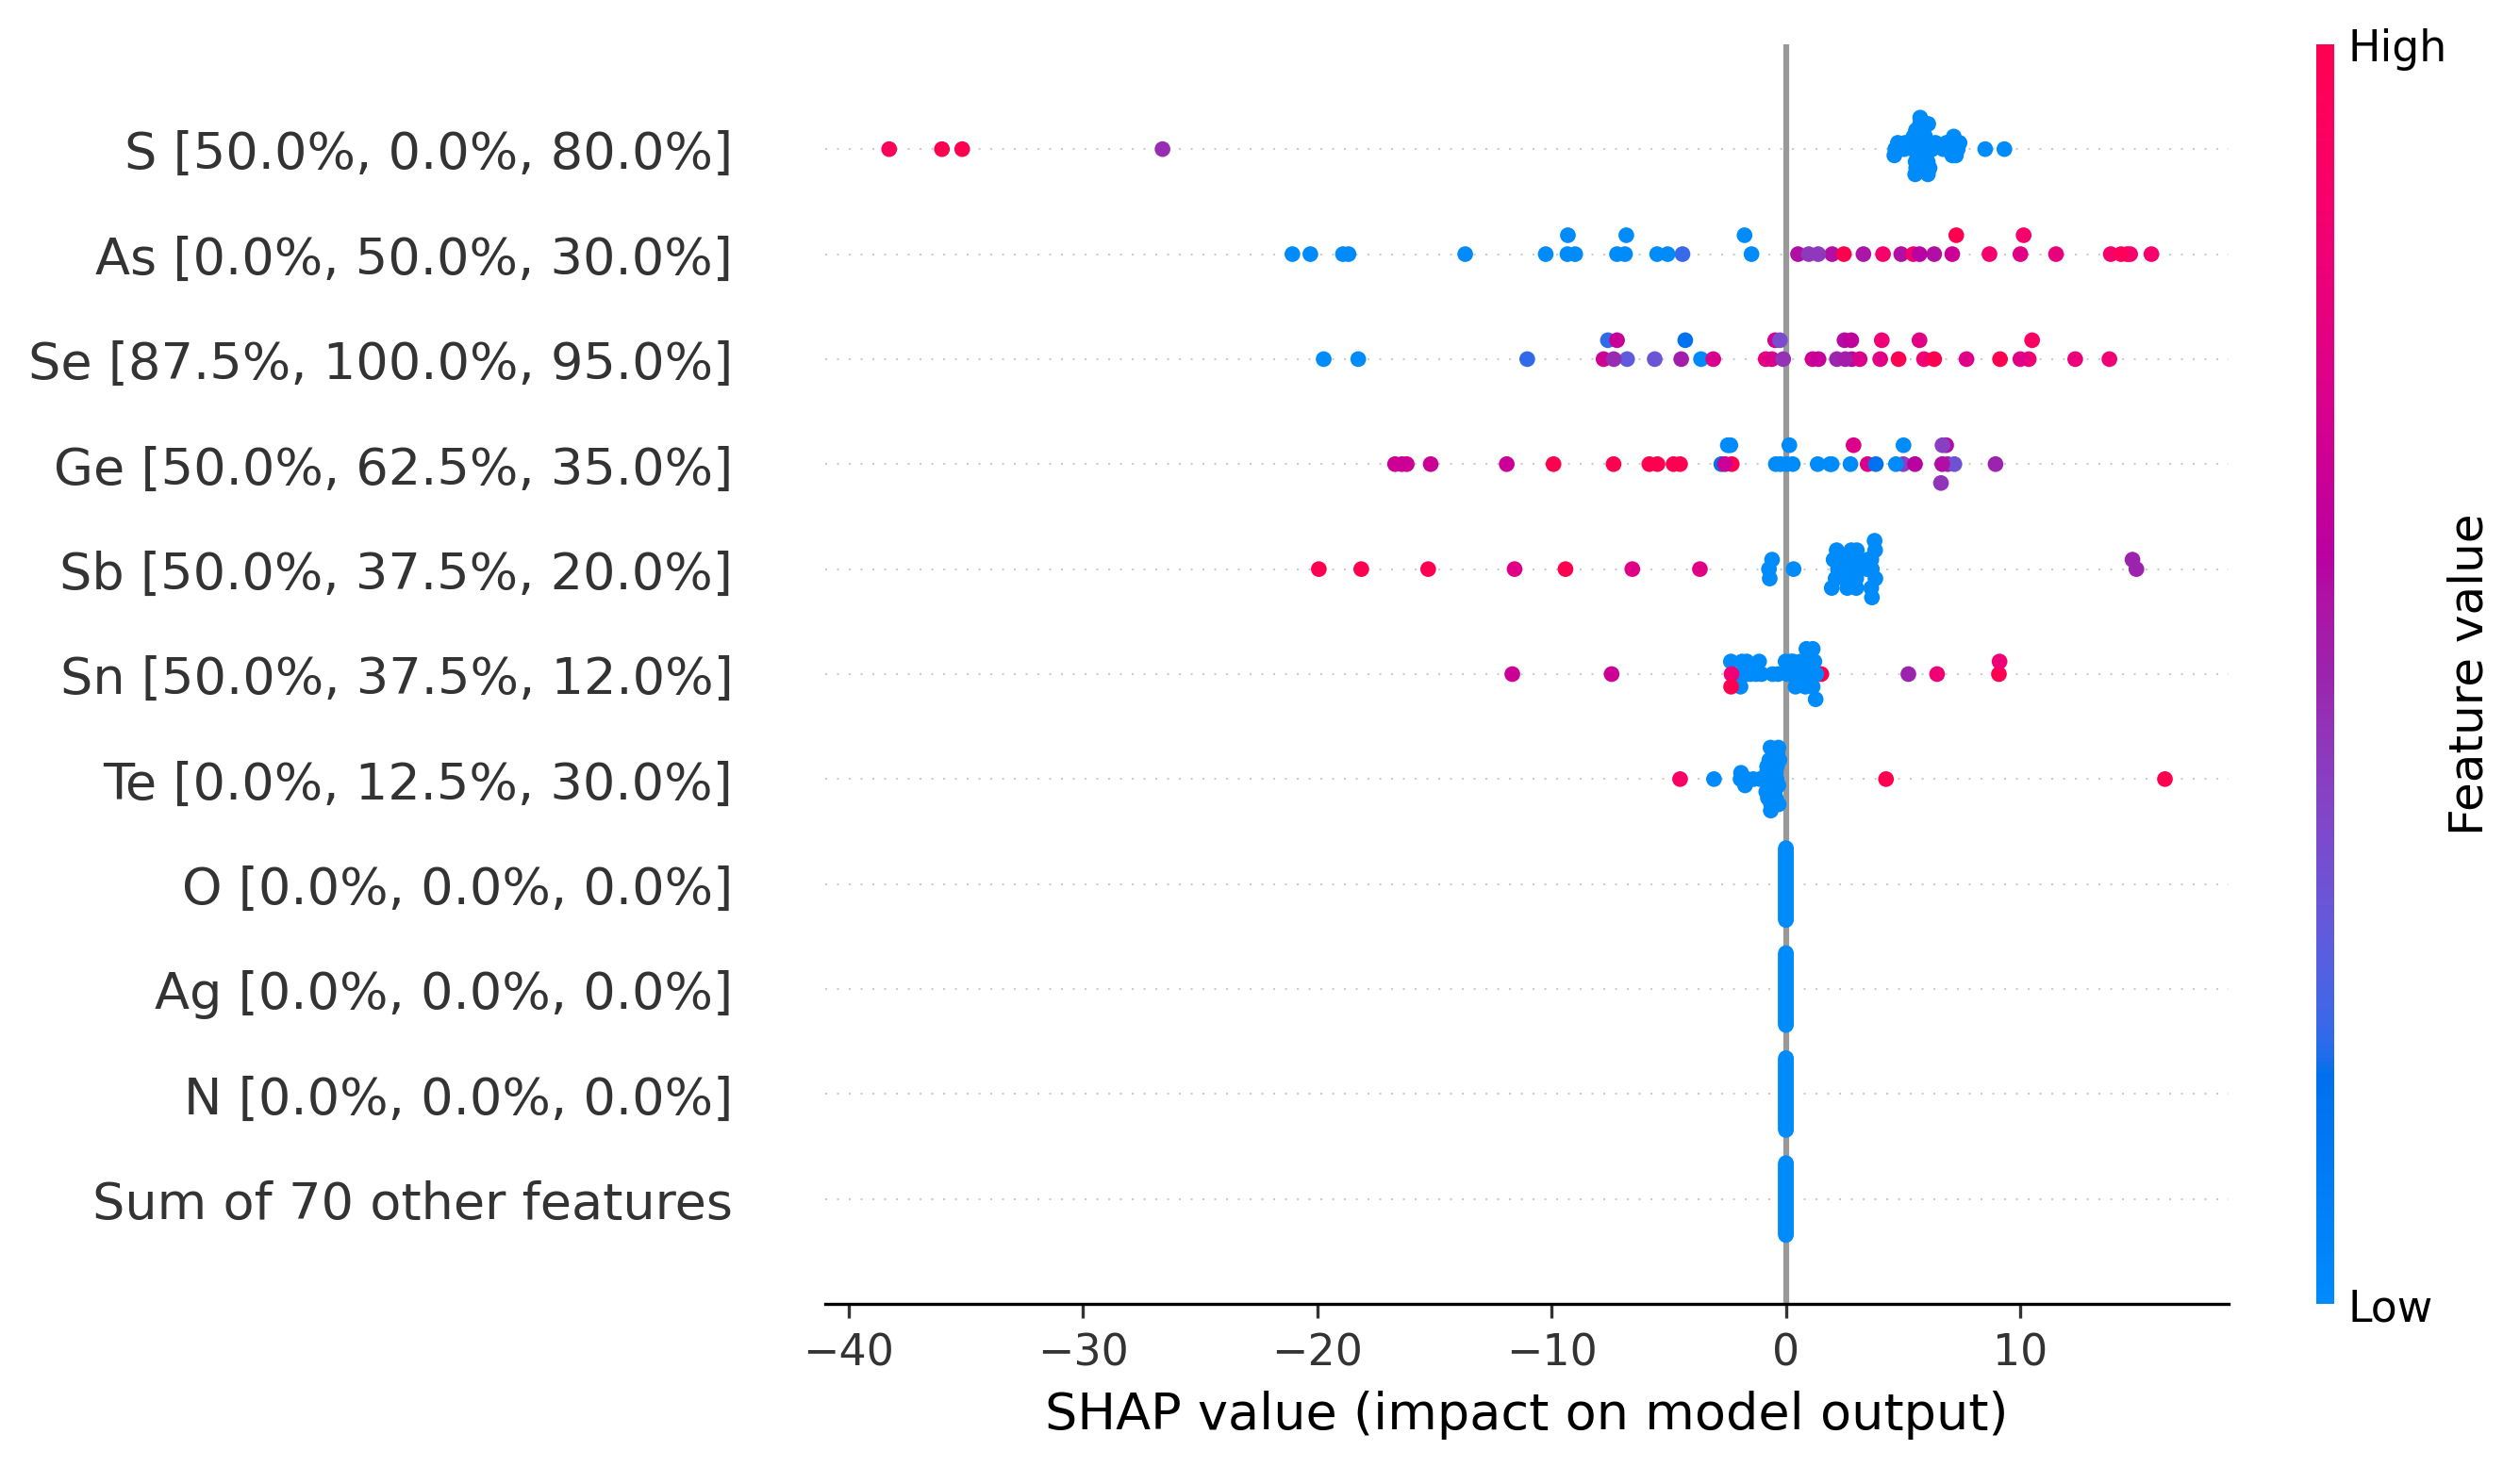 High
S [50.0%, 0.0%, 80.0%]
As [0.0%, 50.0%, 30.0%]
Se [87.5%, 100.0%, 95.0%]
Ge [50.0%, 62.5%, 35.0%]
Sb [50.0%, 37.5%, 20.0%]
Sn [50.0%, 37.5%, 12.0%]
Te [0.0%, 12.5%, 30.0%]
O [0.0%, 0.0%, 0.0%]
Ag [0.0%, 0.0%, 0.0%]
N [0.0%, 0.0%, 0.0%]
Sum of 70 other features
Feature value
Low
−40 −30 −20 −10 0 10
SHAP value (impact on model output)